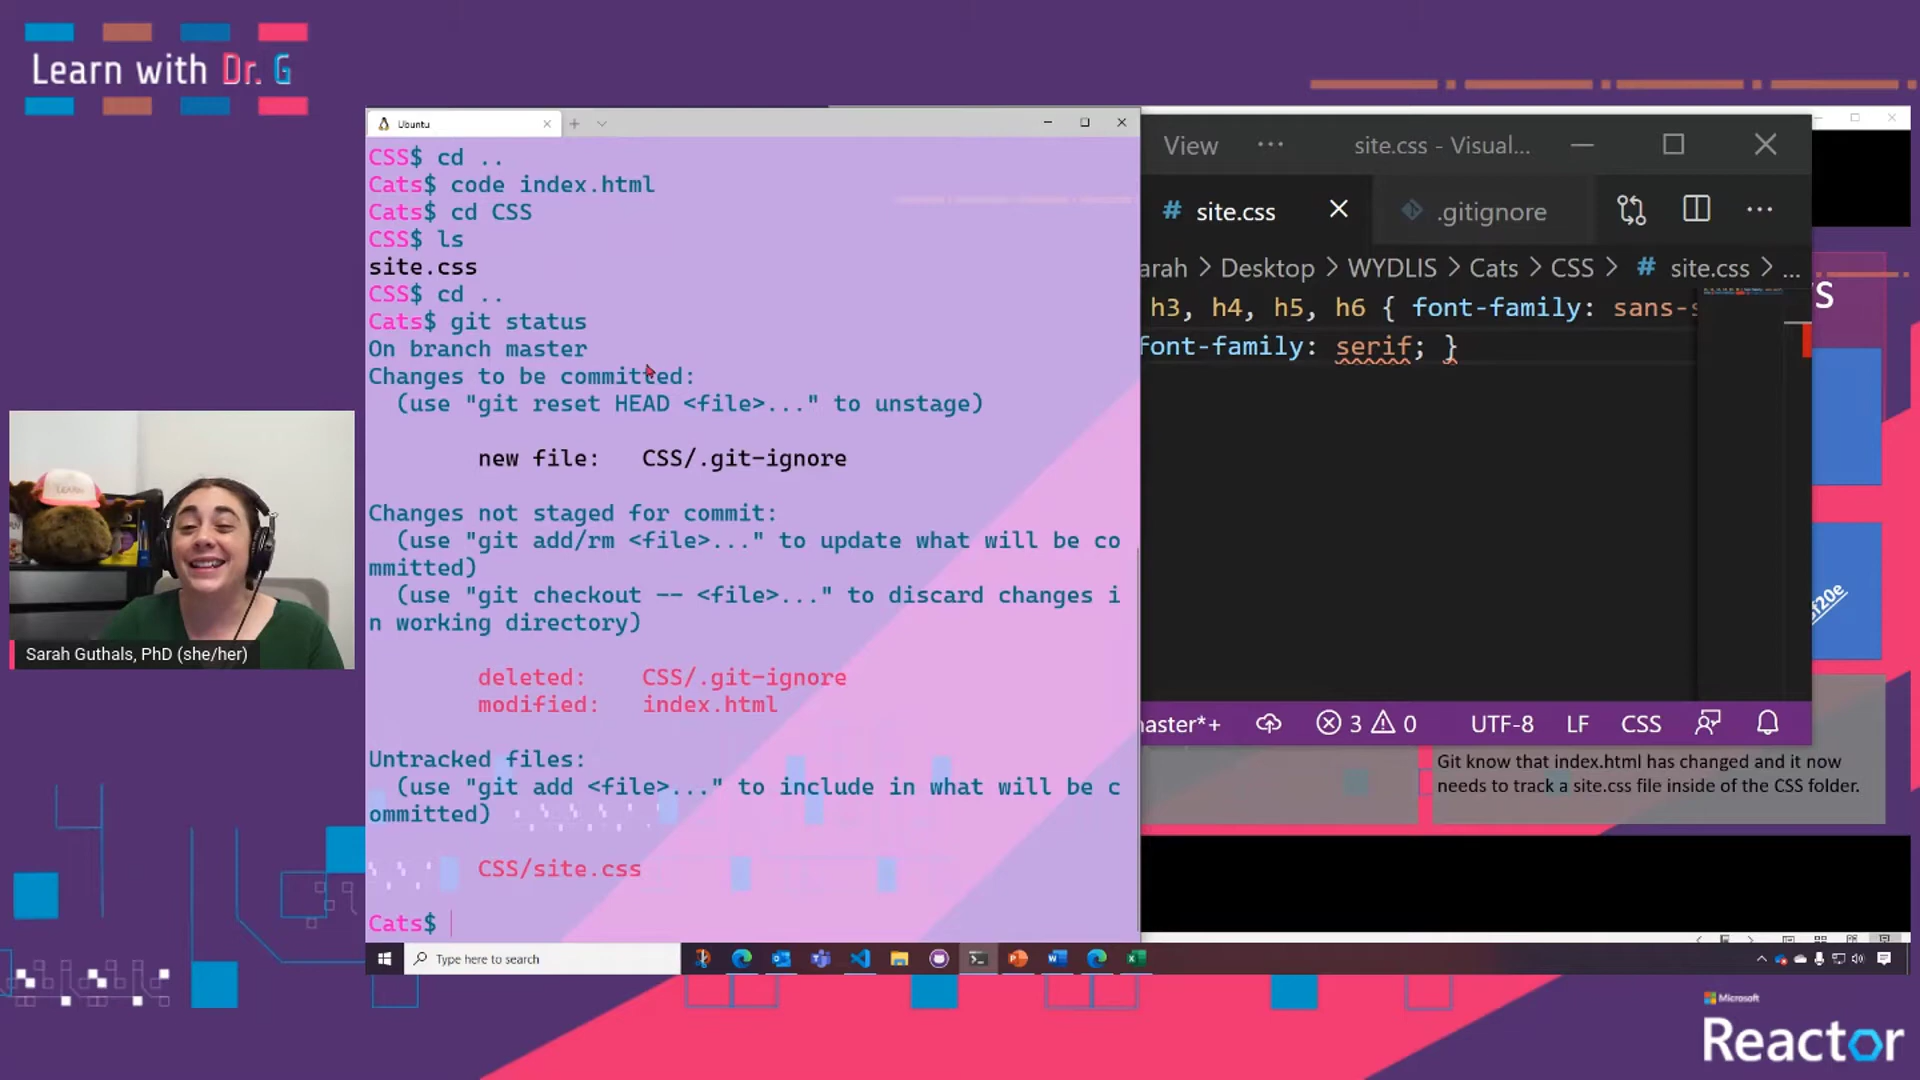 Learn with Dr. G
Ubuntu
CSS$ cd ..
Cats$ code index.html
Cats$ cd CSS
CSS$ ls
site.css
CSS$ cd ..
Cats$ git status
On branch master
Changes to be committed:
(use "git reset HEAD <file>..." to unstage)
new file: CSS/.git-ignore
Changes not staged for commit:
(use "git add/rm <file>..." to update what will be co
mmitted)
(use "git checkout -- <file>..." to discard changes i
n working directory)
deleted: CSS/.git-ignore
modified: index.html
Untracked files:
(use "git add <file>..." to include in what will be c
ommitted)
CSS/site.css
Cats$
View ... site.css - Visual...
# site.css .gitignore ...
arah > Desktop > WYDLIS > Cats > CSS > # site.css > ...
h3, h4, h5, h6 { font-family: sans-s
font-family: serif; }
aster*+ 3 0 UTF-8 LF CSS
s
f20e
Git know that index.html has changed and it now
needs to track a site.css file inside of the CSS folder.
LEARN
Sarah Guthals, PhD (she/her)
Type here to search
Microsoft
Reactor